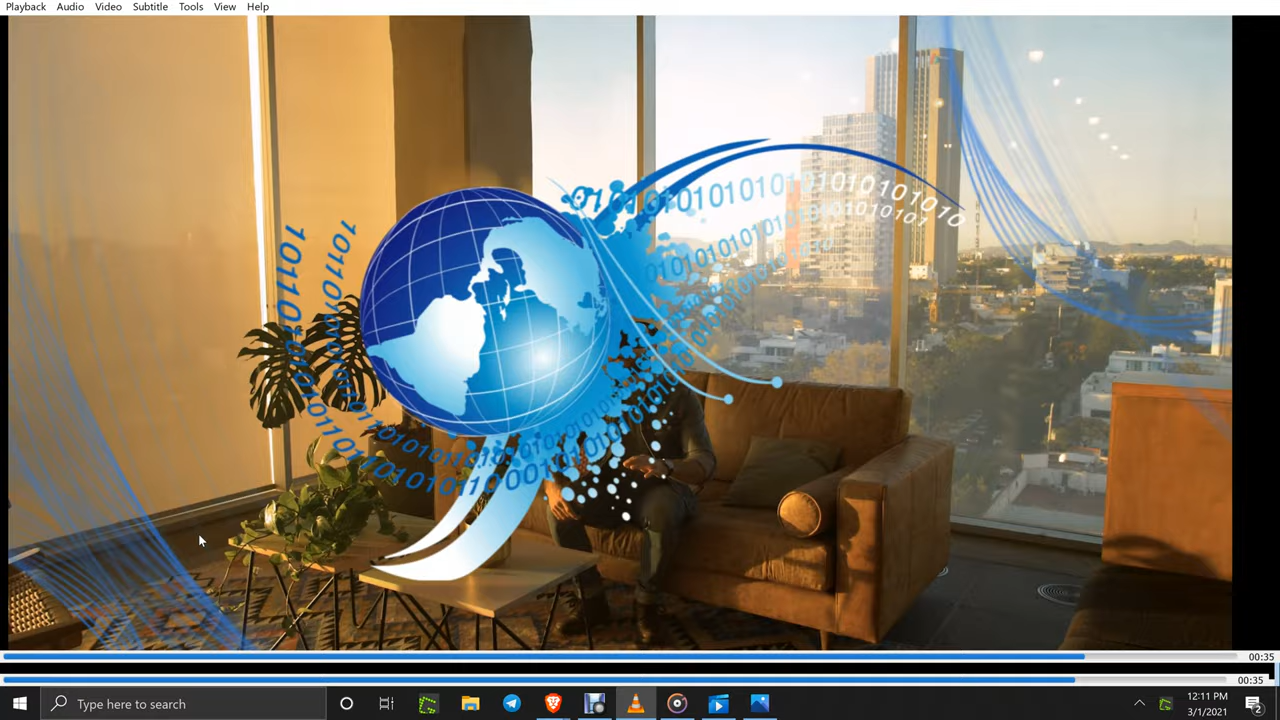 Playback Audio Video Subtitle Tools View Help
00:35
00:35
Type here to search
12:11 PM
3/1/2021
2